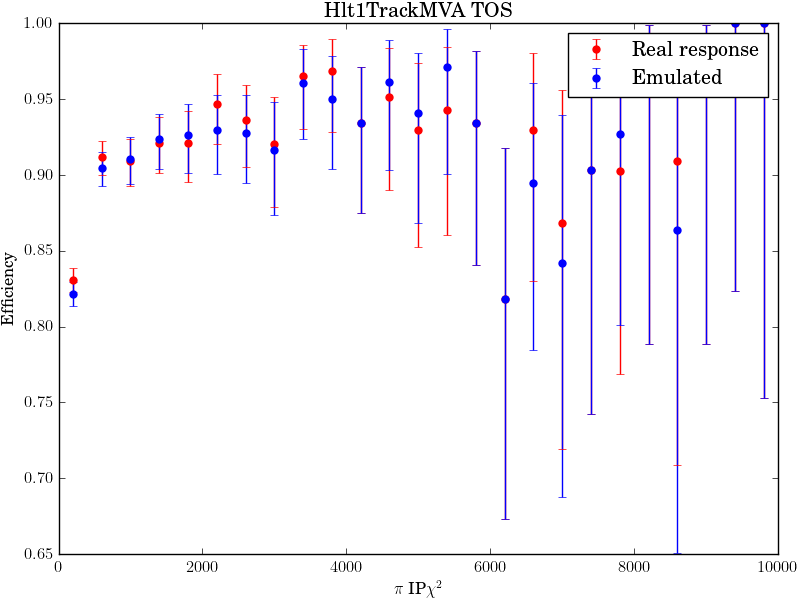 Hlt1TrackMVA TOS
1.00
0.95
0.90
0.85
0.80
0.75
0.70
0.65
Efficiency
Real response
Emulated
0
2000
4000
6000
8000
10000
π IPχ²